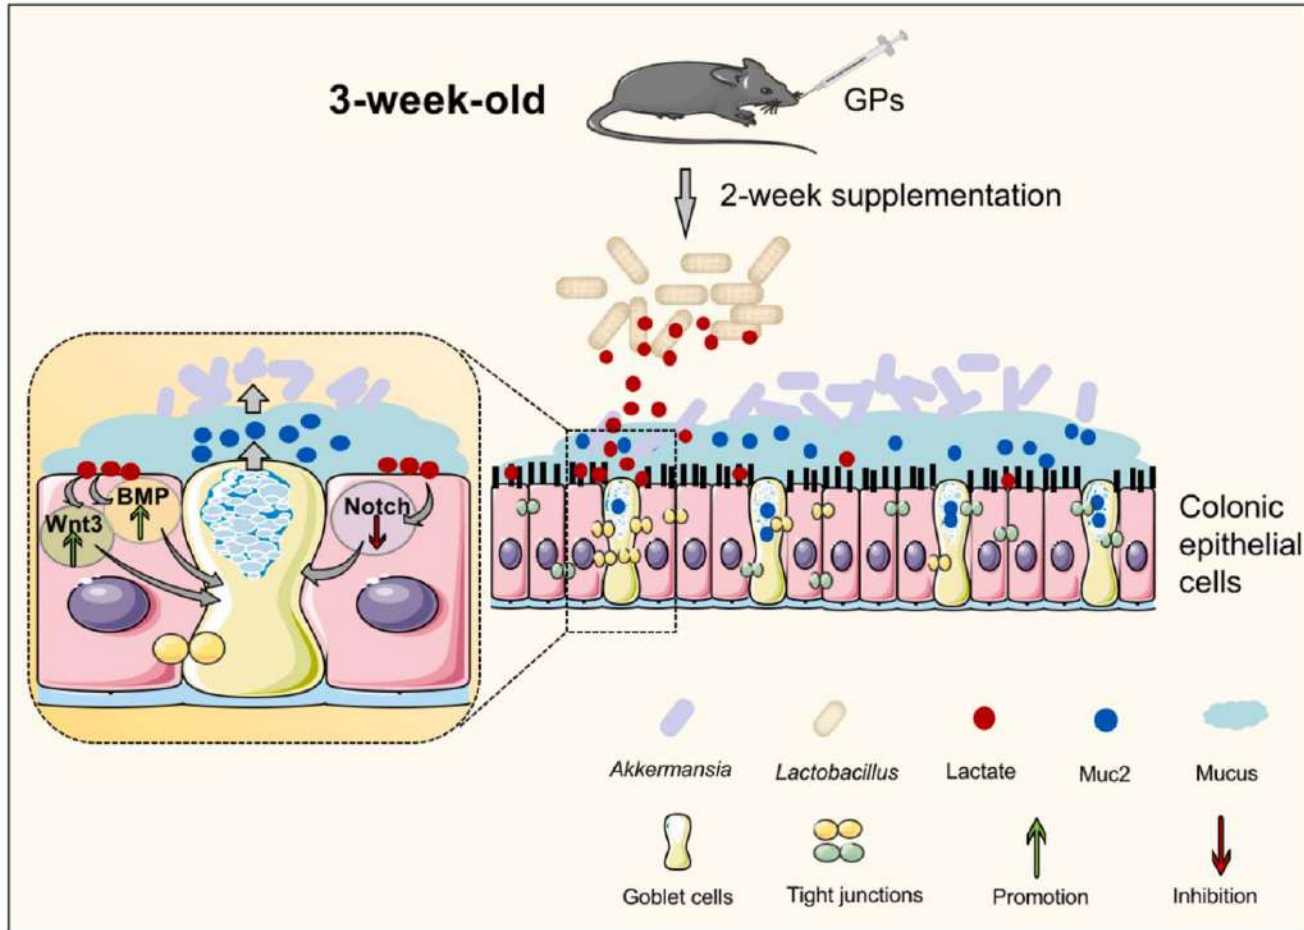 3-week-old
GPs
2-week supplementation
BMP
Wnt3
Notch
Colonic
epithelial
cells
Akkermansia
Lactobacillus
Lactate
Muc2
Mucus
Goblet cells
Tight junctions
Promotion
Inhibition